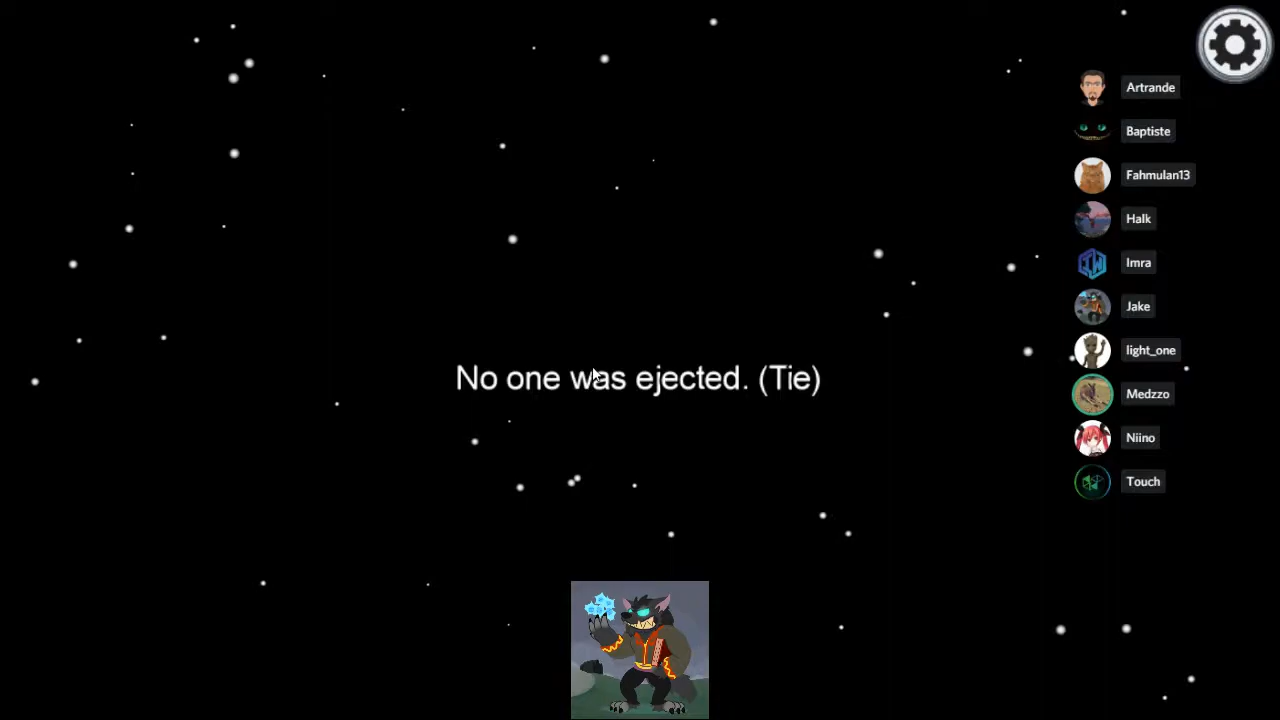 Artrande
Baptiste
Fahmulan13
Halk
Imra
Jake
light_one
No one was ejected. (Tie)
Medzzo
Niino
Touch